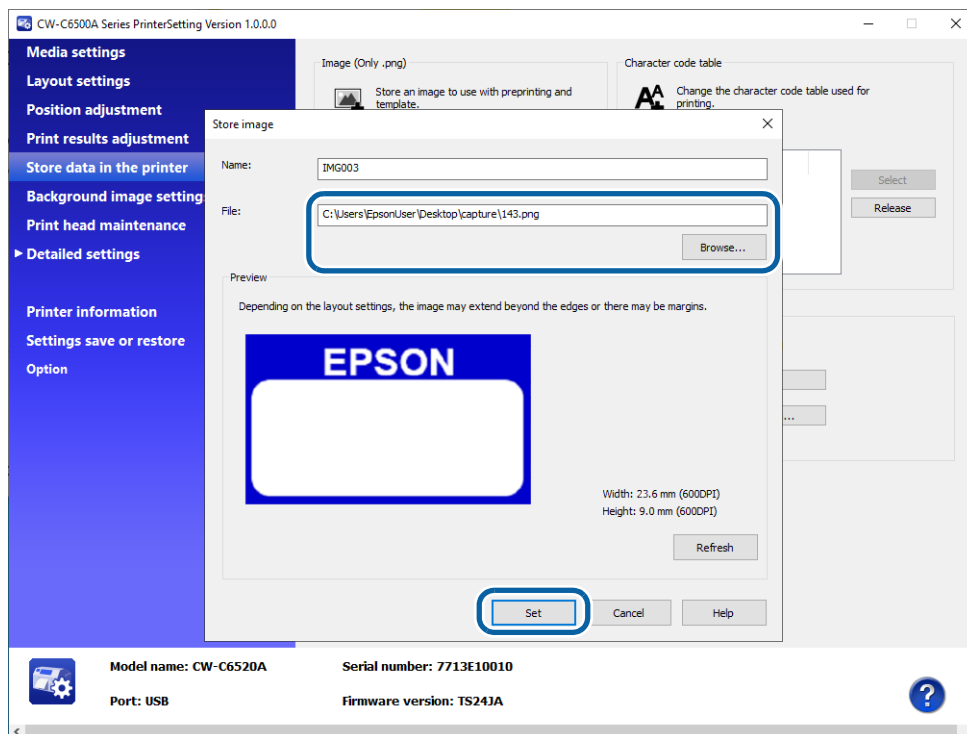 CW-C6500A Series PrinterSetting Version 1.0.0.0
Media settings
Layout settings
Position adjustment
Print results adjustment
Store data in the printer
Background image setting
Print head maintenance
Detailed settings
Printer information
Settings save or restore
Option
Image (Only .png)
Store an image to use with preprinting and
template.
Character code table
Change the character code table used for
printing.
Select
Release
...
Store image
Name:
IMG003
File:
C:\Users\EpsonUser\Desktop\capture\143.png
Browse...
Preview
Depending on the layout settings, the image may extend beyond the edges or there may be margins.
EPSON
Width: 23.6 mm (600DPI)
Height: 9.0 mm (600DPI)
Refresh
Set
Cancel
Help
Model name: CW-C6520A
Serial number: 7713E10010
Port: USB
Firmware version: TS24JA
?